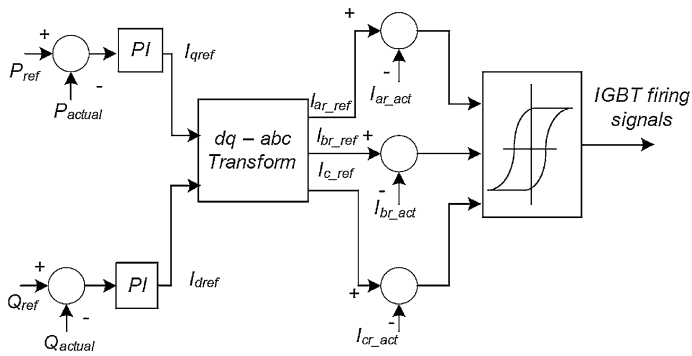 +
P_ref
-
P_actual
PI
I_qref
dq – abc
Transform
I_ar_ref
I_br_ref
I_c_ref
+
-
I_ar_act
+
-
I_br_act
+
-
I_cr_act
IGBT firing
signals
+
Q_ref
-
Q_actual
PI
I_dref